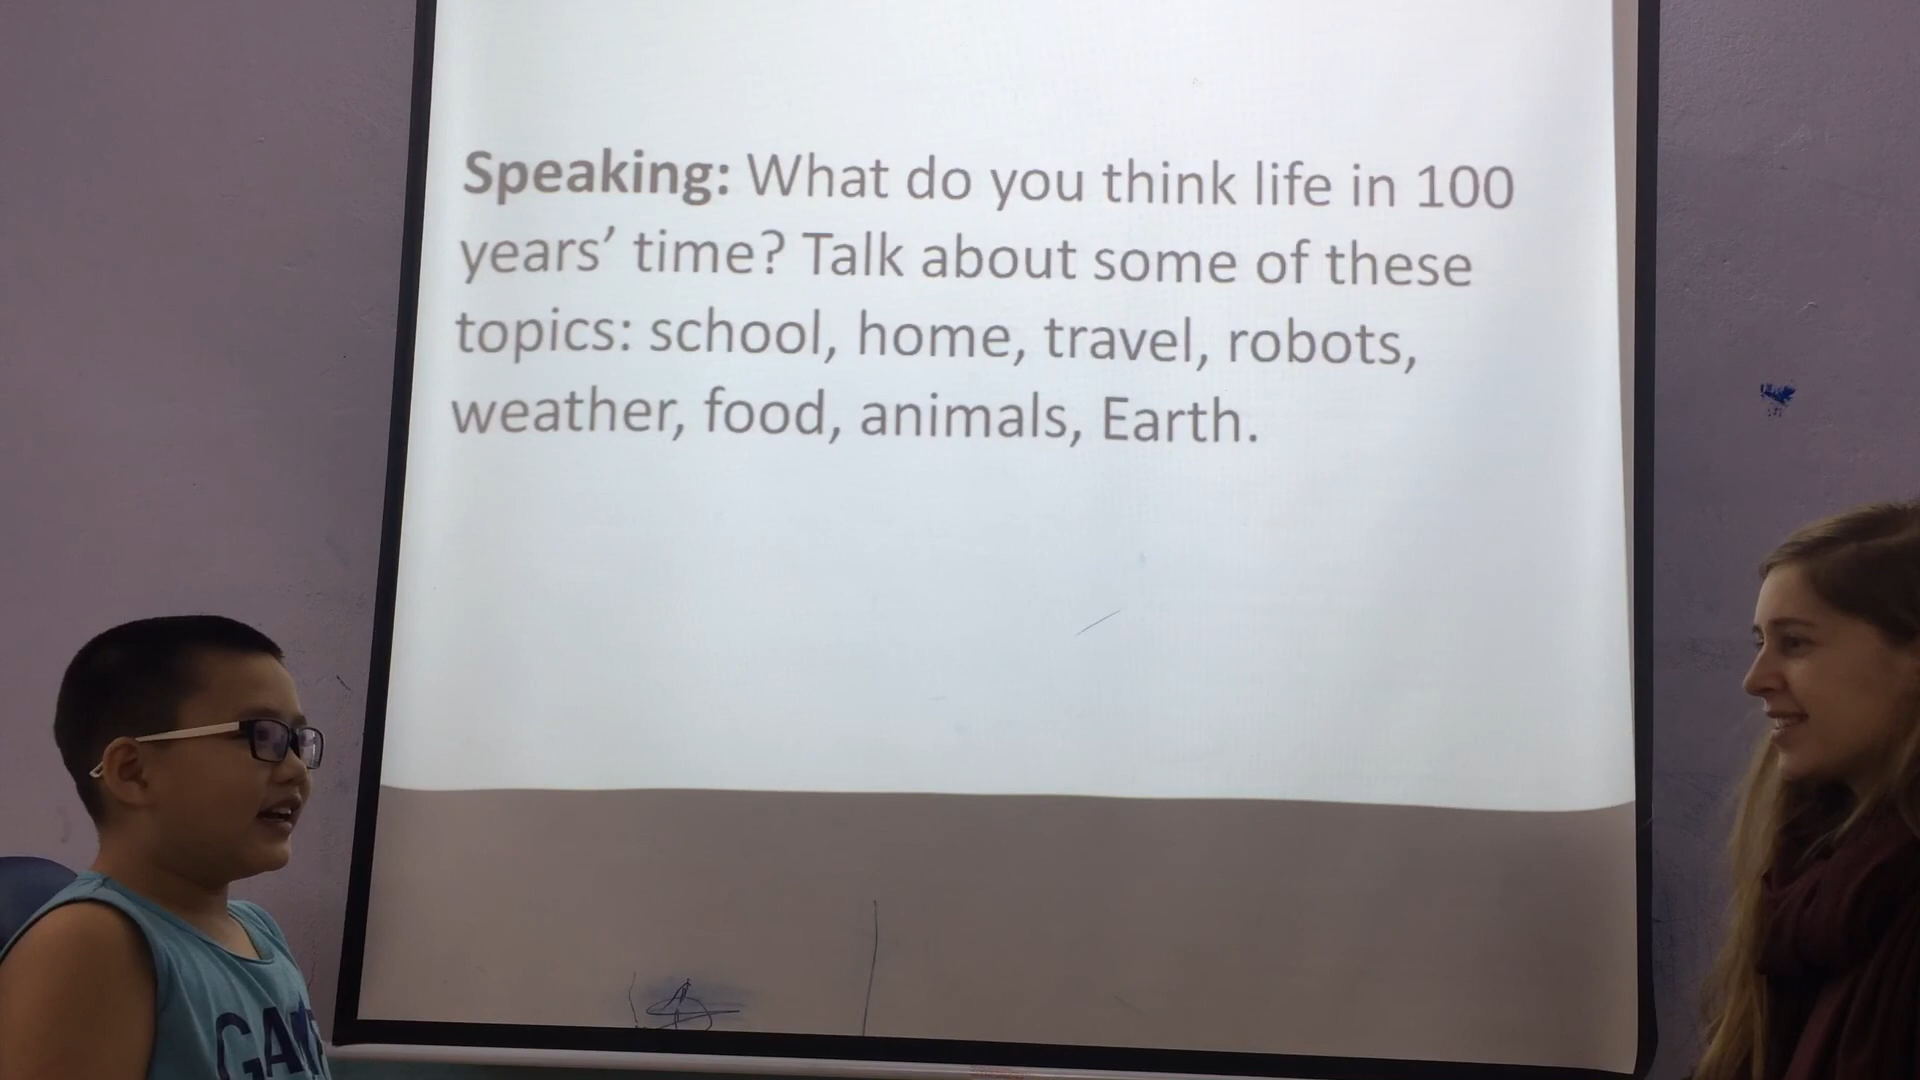 Speaking: What do you think life in 100
years’ time? Talk about some of these
topics: school, home, travel, robots,
weather, food, animals, Earth.